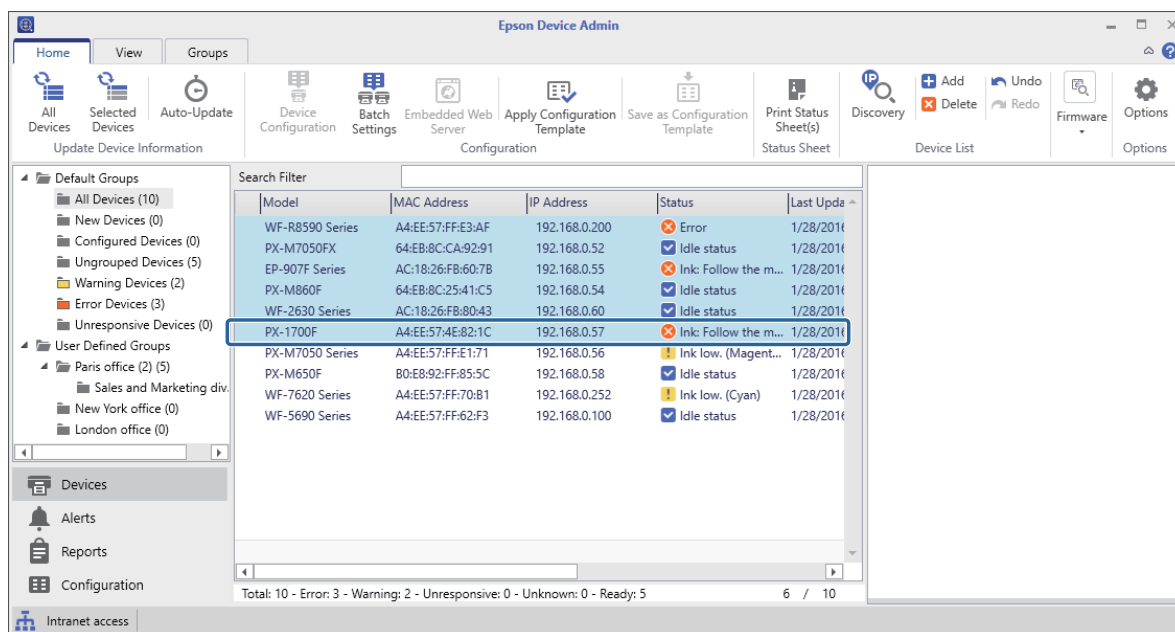 Epson Device Admin
Home View Groups
All Devices
Selected Devices
Auto-Update
Update Device Information
Device Configuration
Batch Settings
Embedded Web Server
Apply Configuration Template
Save as Configuration Template
Configuration
Print Status Sheet(s)
Status Sheet
IP
Discovery
Add
Delete
Undo
Redo
Device List
Firmware
Options
Options
Default Groups
All Devices (10)
New Devices (0)
Configured Devices (0)
Ungrouped Devices (5)
Warning Devices (2)
Error Devices (3)
Unresponsive Devices (0)
User Defined Groups
Paris office (2) (5)
Sales and Marketing div.
New York office (0)
London office (0)
Devices
Alerts
Reports
Configuration
Search Filter
Model MAC Address IP Address Status Last Upda
WF-R8590 Series A4:EE:57:FF:E3:AF 192.168.0.200 Error 1/28/2016
PX-M7050FX 64:EB:8C:CA:92:91 192.168.0.52 Idle status 1/28/2016
EP-907F Series AC:18:26:FB:60:7B 192.168.0.55 Ink: Follow the m... 1/28/2016
PX-M860F 64:EB:8C:25:41:C5 192.168.0.54 Idle status 1/28/2016
WF-2630 Series AC:18:26:FB:80:43 192.168.0.60 Idle status 1/28/2016
PX-1700F A4:EE:57:4E:82:1C 192.168.0.57 Ink: Follow the m... 1/28/2016
PX-M7050 Series A4:EE:57:FF:E1:71 192.168.0.56 Ink low. (Magent... 1/28/2016
PX-M650F B0:E8:92:FF:85:5C 192.168.0.58 Idle status 1/28/2016
WF-7620 Series A4:EE:57:FF:70:B1 192.168.0.252 Ink low. (Cyan) 1/28/2016
WF-5690 Series A4:EE:57:FF:62:F3 192.168.0.100 Idle status 1/28/2016
Total: 10 - Error: 3 - Warning: 2 - Unresponsive: 0 - Unknown: 0 - Ready: 5 6 / 10
Intranet access